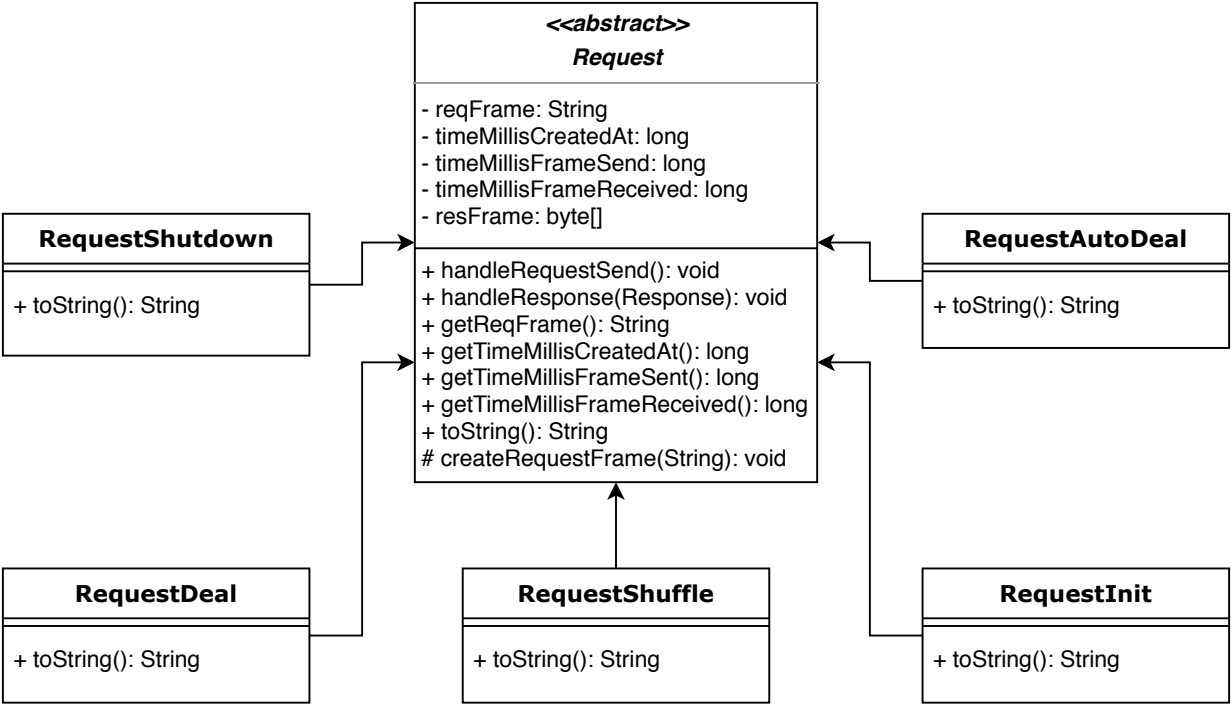 <<abstract>>
Request
- reqFrame: String
- timeMillisCreatedAt: long
- timeMillisFrameSend: long
- timeMillisFrameReceived: long
- resFrame: byte[]
+ handleRequestSend(): void
+ handleResponse(Response): void
+ getReqFrame(): String
+ getTimeMillisCreatedAt(): long
+ getTimeMillisFrameSent(): long
+ getTimeMillisFrameReceived(): long
+ toString(): String
# createRequestFrame(String): void
RequestShutdown
+ toString(): String
RequestAutoDeal
+ toString(): String
RequestDeal
+ toString(): String
RequestShuffle
+ toString(): String
RequestInit
+ toString(): String